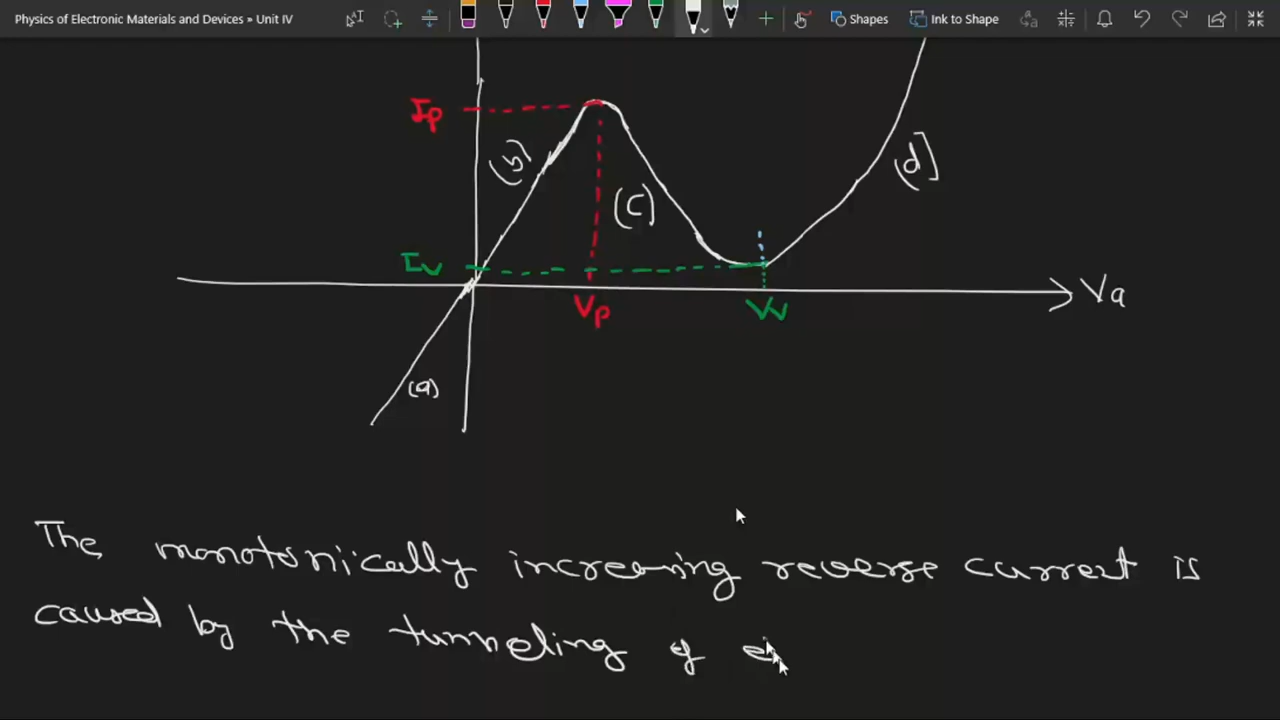 Physics of Electronic Materials and Devices » Unit IV
Shapes
Ink to Shape
Ip
(b)
(d]
(c)
Iv
Vp
Vv
Va
(a)
The monotonically increasing reverse current is
caused by the tunneling of